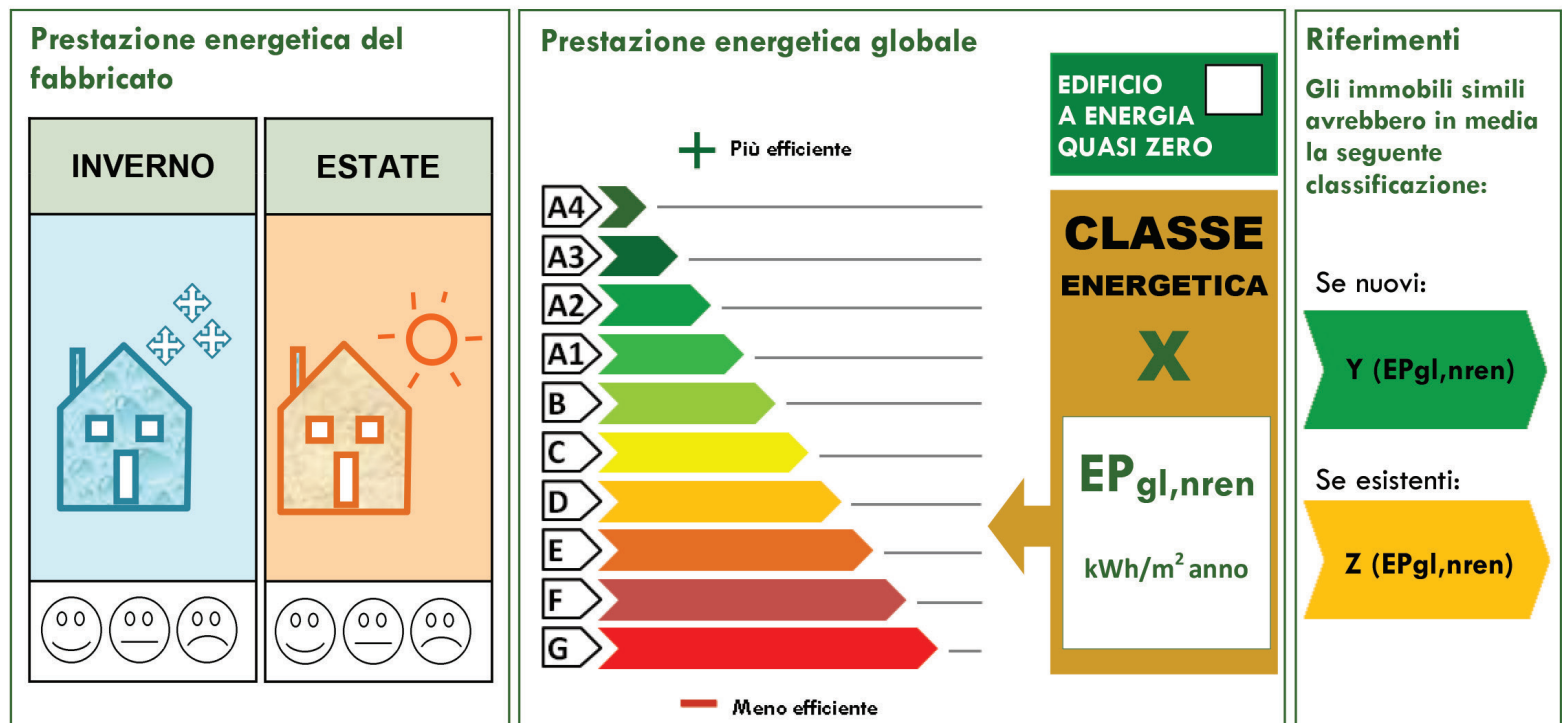 Prestazione energetica del
fabbricato
INVERNO
ESTATE
Prestazione energetica globale
Più efficiente
A4
A3
A2
A1
B
C
D
E
F
G
Meno efficiente
EDIFICIO
A ENERGIA
QUASI ZERO
CLASSE
ENERGETICA
X
EPgl,nren
kWh/m² anno
Riferimenti
Gli immobili simili
avrebbero in media
la seguente
classificazione:
Se nuovi:
Y (EPgl,nren)
Se esistenti:
Z (EPgl,nren)